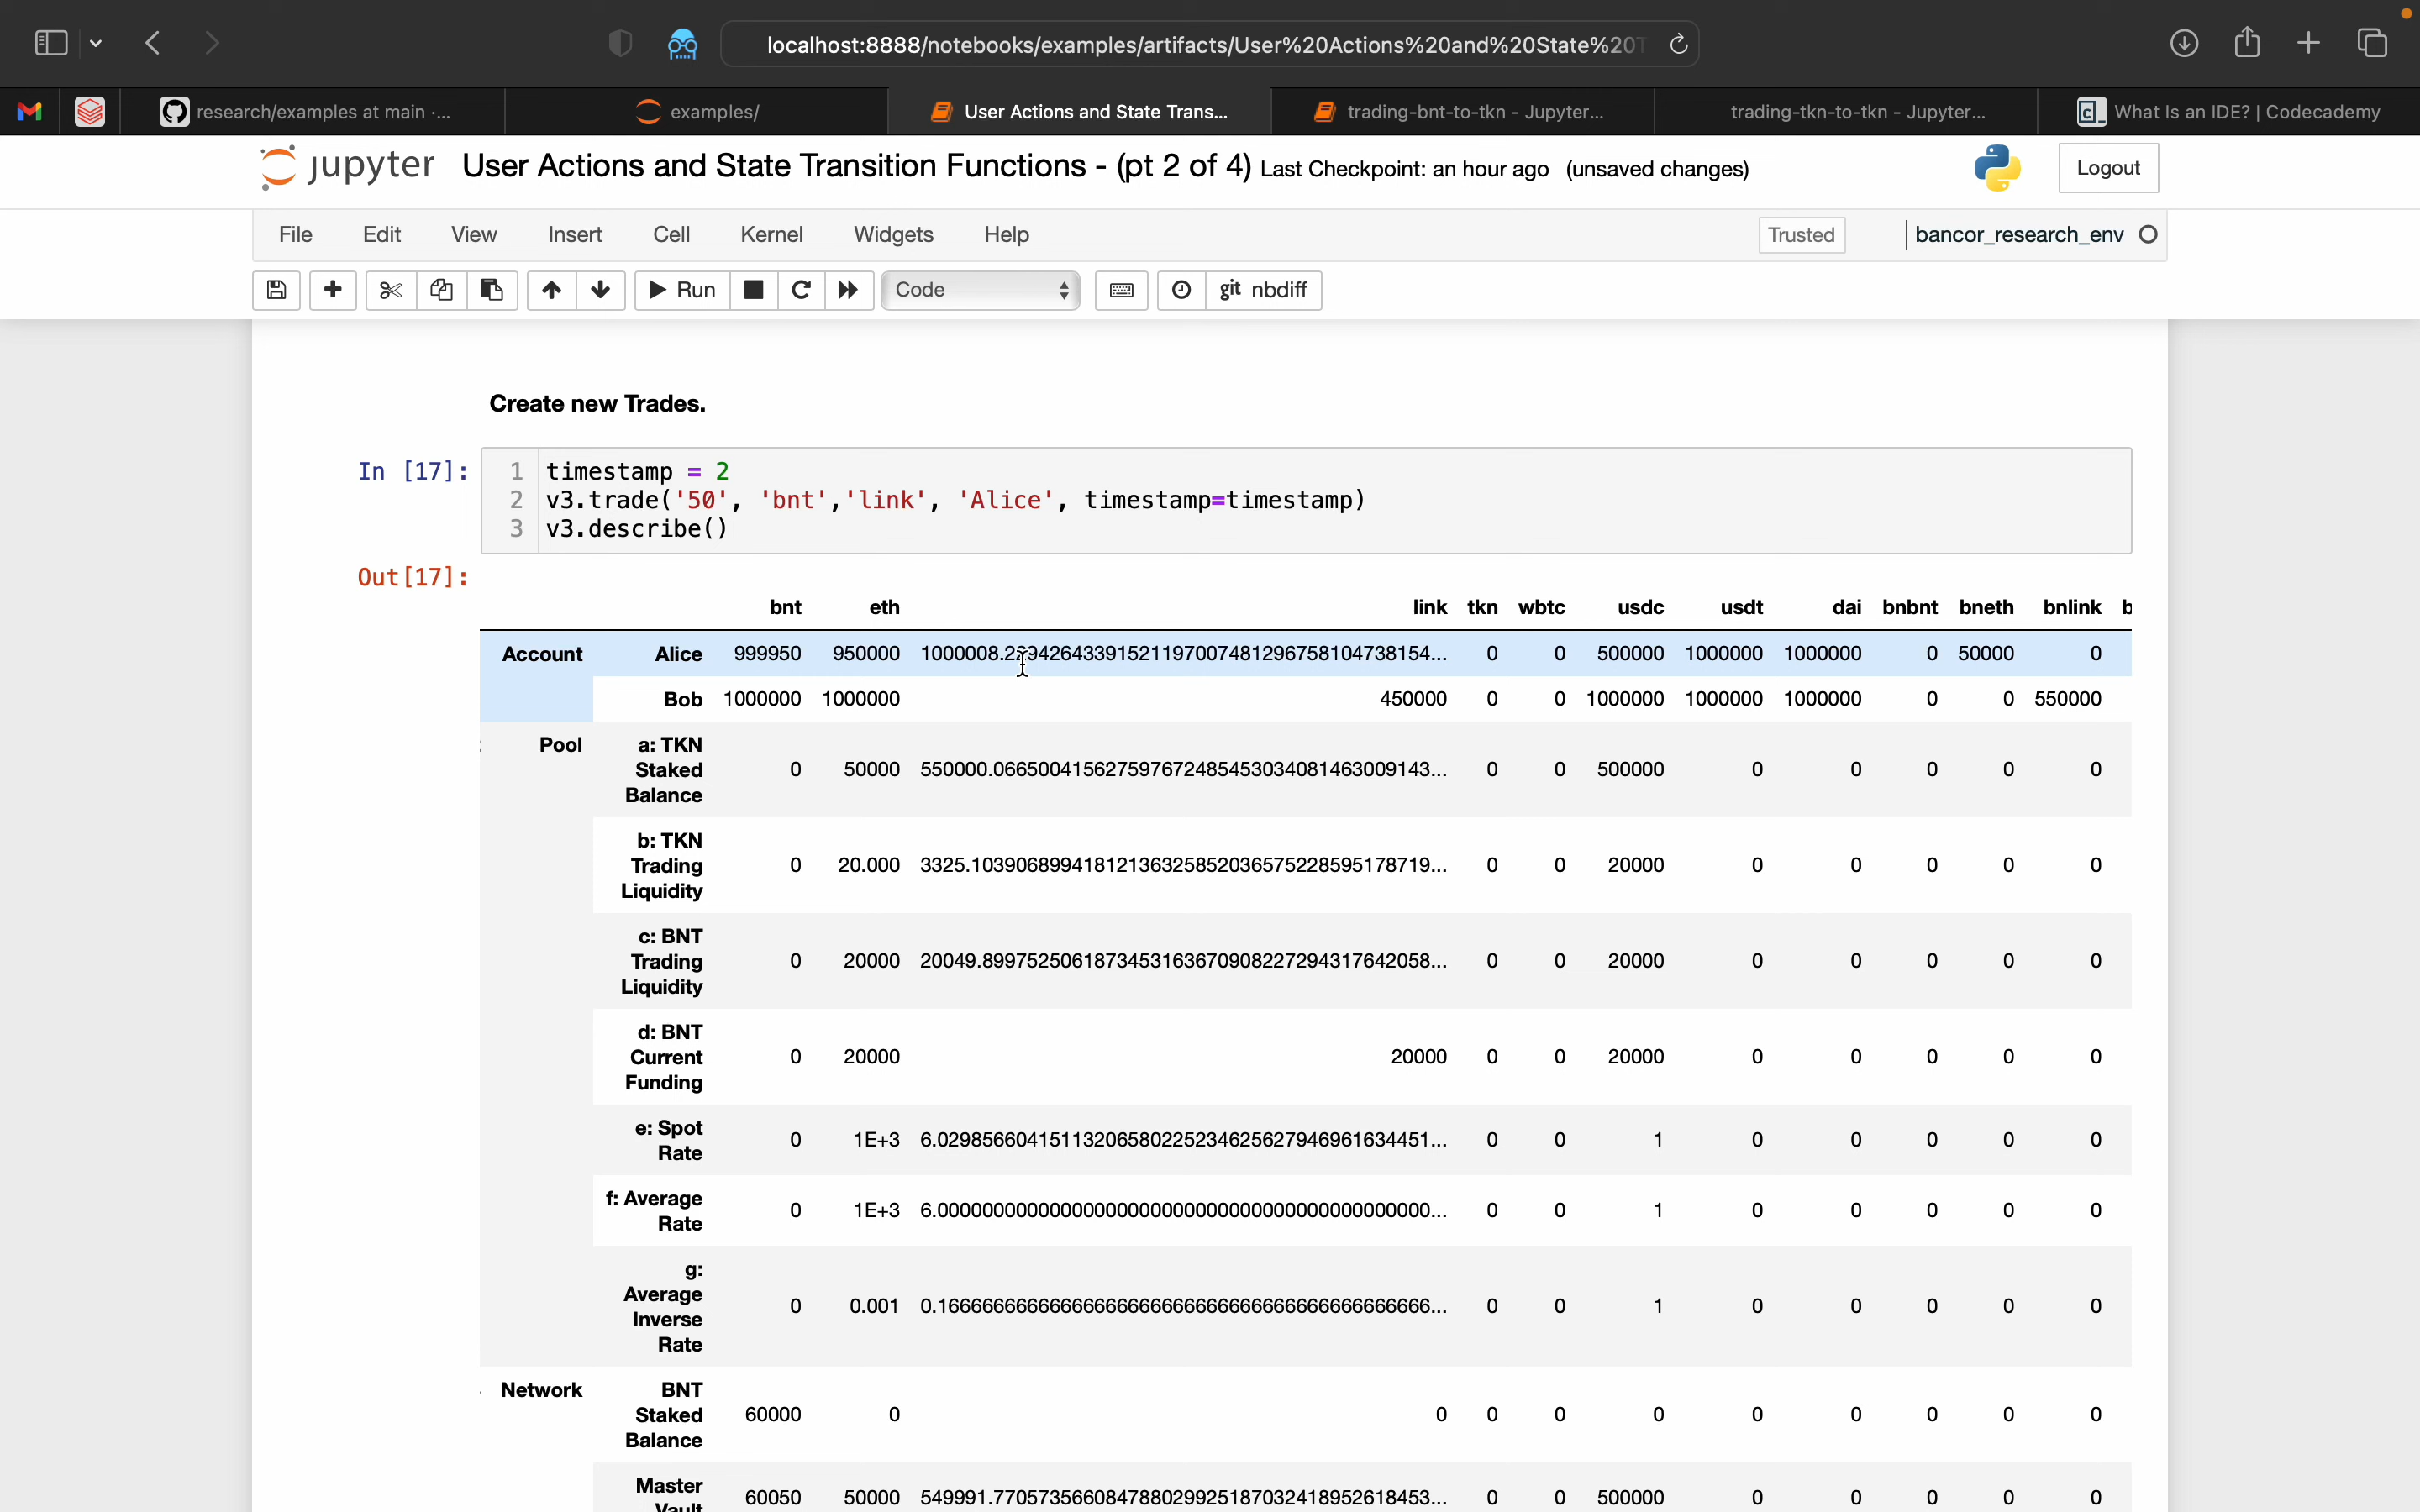 localhost:8888/notebooks/examples/artifacts/User%20Actions%20and%20State%20T
research/examples at main ·...
examples/
User Actions and State Trans...
trading-bnt-to-tkn - Jupyter...
trading-tkn-to-tkn - Jupyter...
What Is an IDE? | Codecademy
jupyter User Actions and State Transition Functions - (pt 2 of 4) Last Checkpoint: an hour ago (unsaved changes) Logout
File Edit View Insert Cell Kernel Widgets Help Trusted bancor_research_env
Run Code git nbdiff
Create new Trades.
In [17]:
1 timestamp = 2
2 v3.trade('50', 'bnt','link', 'Alice', timestamp=timestamp)
3 v3.describe()
Out[17]:
bnt eth link tkn wbtc usdc usdt dai bnbnt bneth bnlink b
Account Alice 999950 950000 0 0 500000 1000000 1000000 0 50000 0
Bob 1000000 1000000 450000 0 0 1000000 1000000 1000000 0 0 550000
Pool a: TKN Staked Balance 0 50000 550000.0665004156275976724854530340814630091 43... 0 0 500000 0 0 0 0 0
b: TKN Trading Liquidity 0 20.000 3325.10390689941812136325852036575228595178719... 0 0 20000 0 0 0 0 0
c: BNT Trading Liquidity 0 20000 20049.8997525061873453163670908227294317642058... 0 0 20000 0 0 0 0 0
d: BNT Current Funding 0 20000 20000 0 0 20000 0 0 0 0 0
e: Spot Rate 0 1E+3 6.02985660415113206580225234625627946961634451... 0 0 1 0 0 0 0 0
f: Average Rate 0 1E+3 6.00000000000000000000000000000000000000000000... 0 0 1 0 0 0 0 0
g: Average Inverse Rate 0 0.001 0.16666666666666666666666666666666666666666666... 0 0 1 0 0 0 0 0
Network BNT Staked Balance 60000 0 0 0 0 0 0 0 0 0 0
Master Vault 60050 50000 549991.770573566084788029925187032418952618453... 0 0 500000 0 0 0 0 0